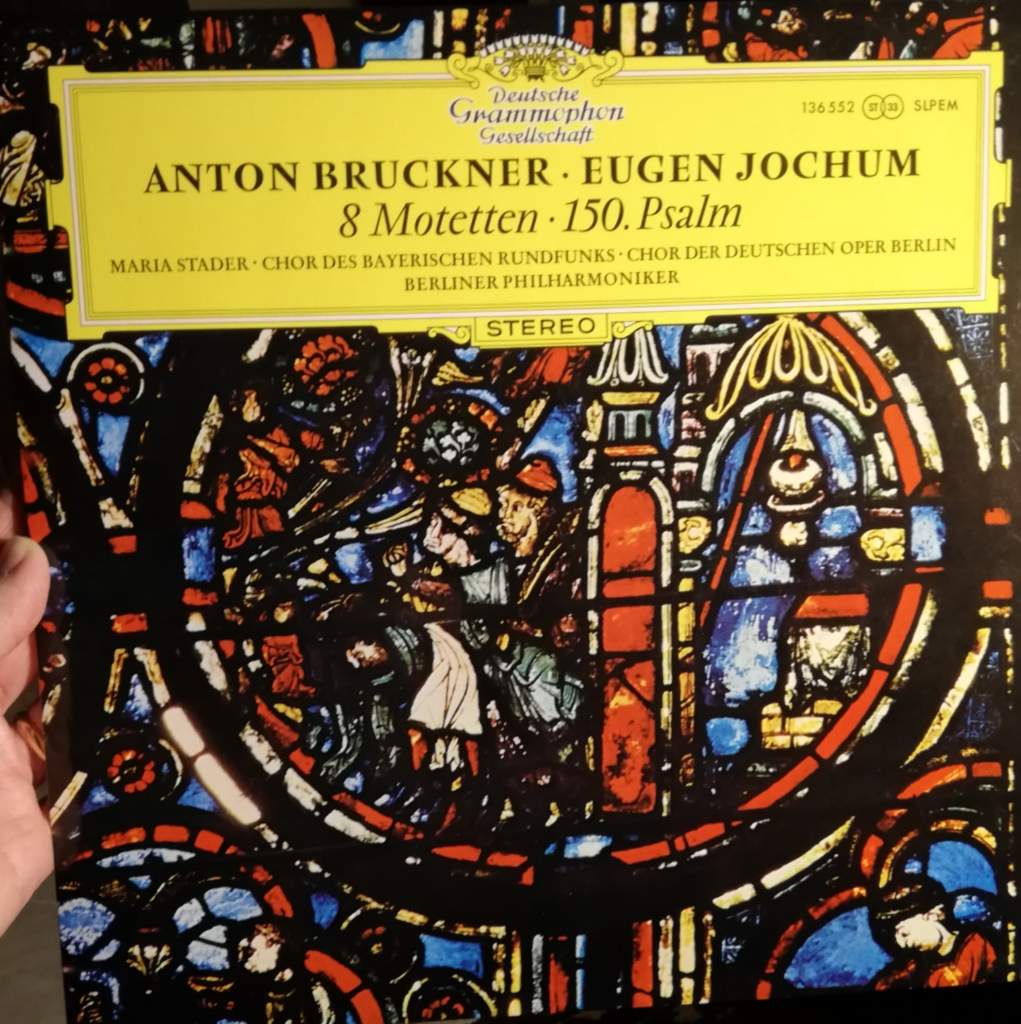 Deutsche
Grammophon
Gesellschaft
136 552 ST 33 SLPEM
ANTON BRUCKNER · EUGEN JOCHUM
8 Motetten · 150. Psalm
MARIA STADER · CHOR DES BAYERISCHEN RUNDFUNKS · CHOR DER DEUTSCHEN OPER BERLIN
BERLINER PHILHARMONIKER
STEREO